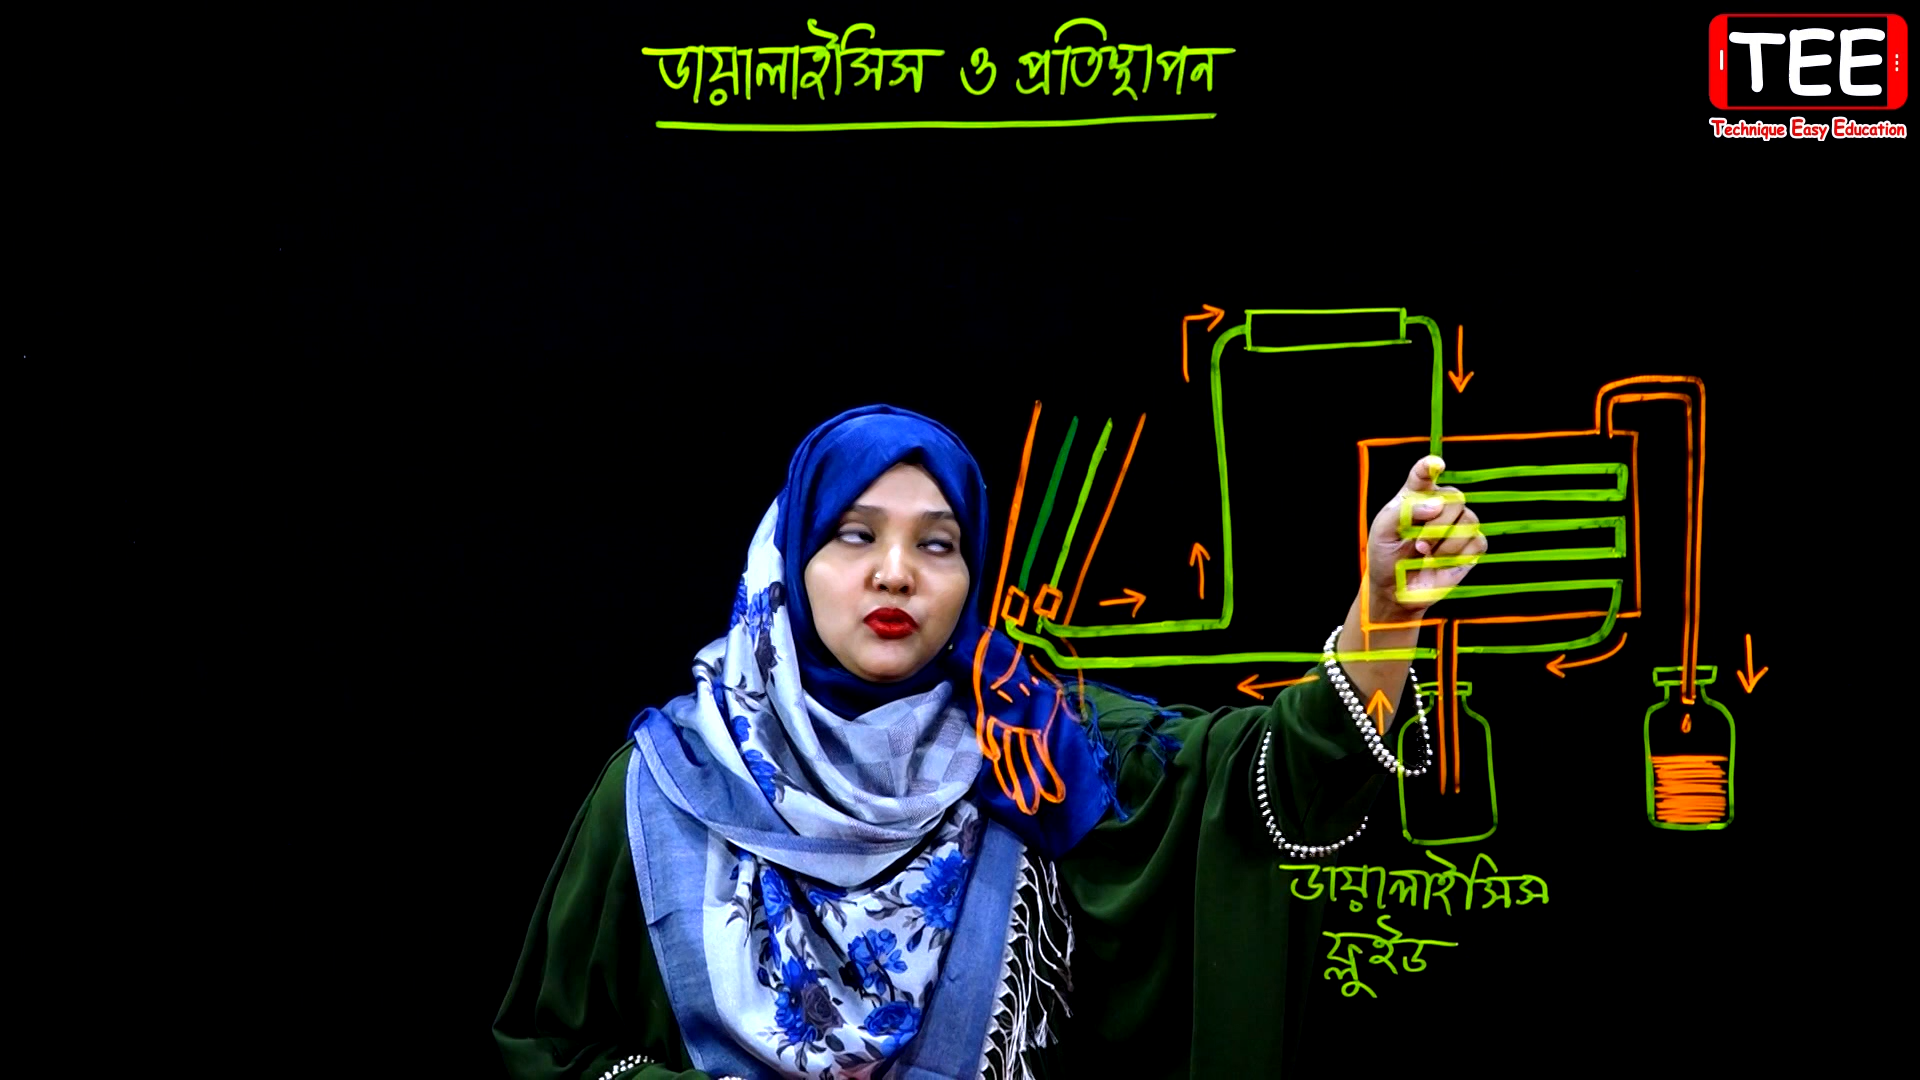 ডায়ালাইসিস ও প্রতিস্থাপন
TEE
Technique Easy Education
ডায়ালাইসিস
ফ্লুইড